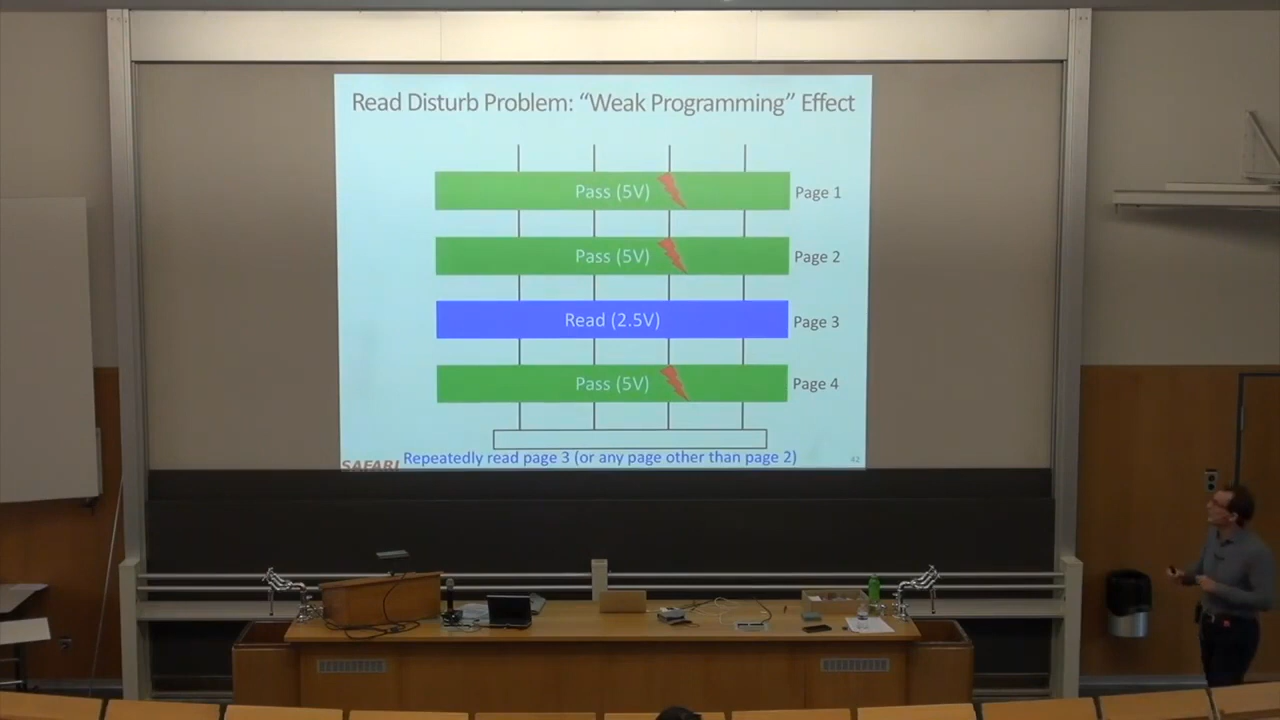 Read Disturb Problem: “Weak Programming” Effect
Pass (5V) Page 1
Pass (5V) Page 2
Read (2.5V) Page 3
Pass (5V) Page 4
Repeatedly read page 3 (or any page other than page 2)
SAFARI 42